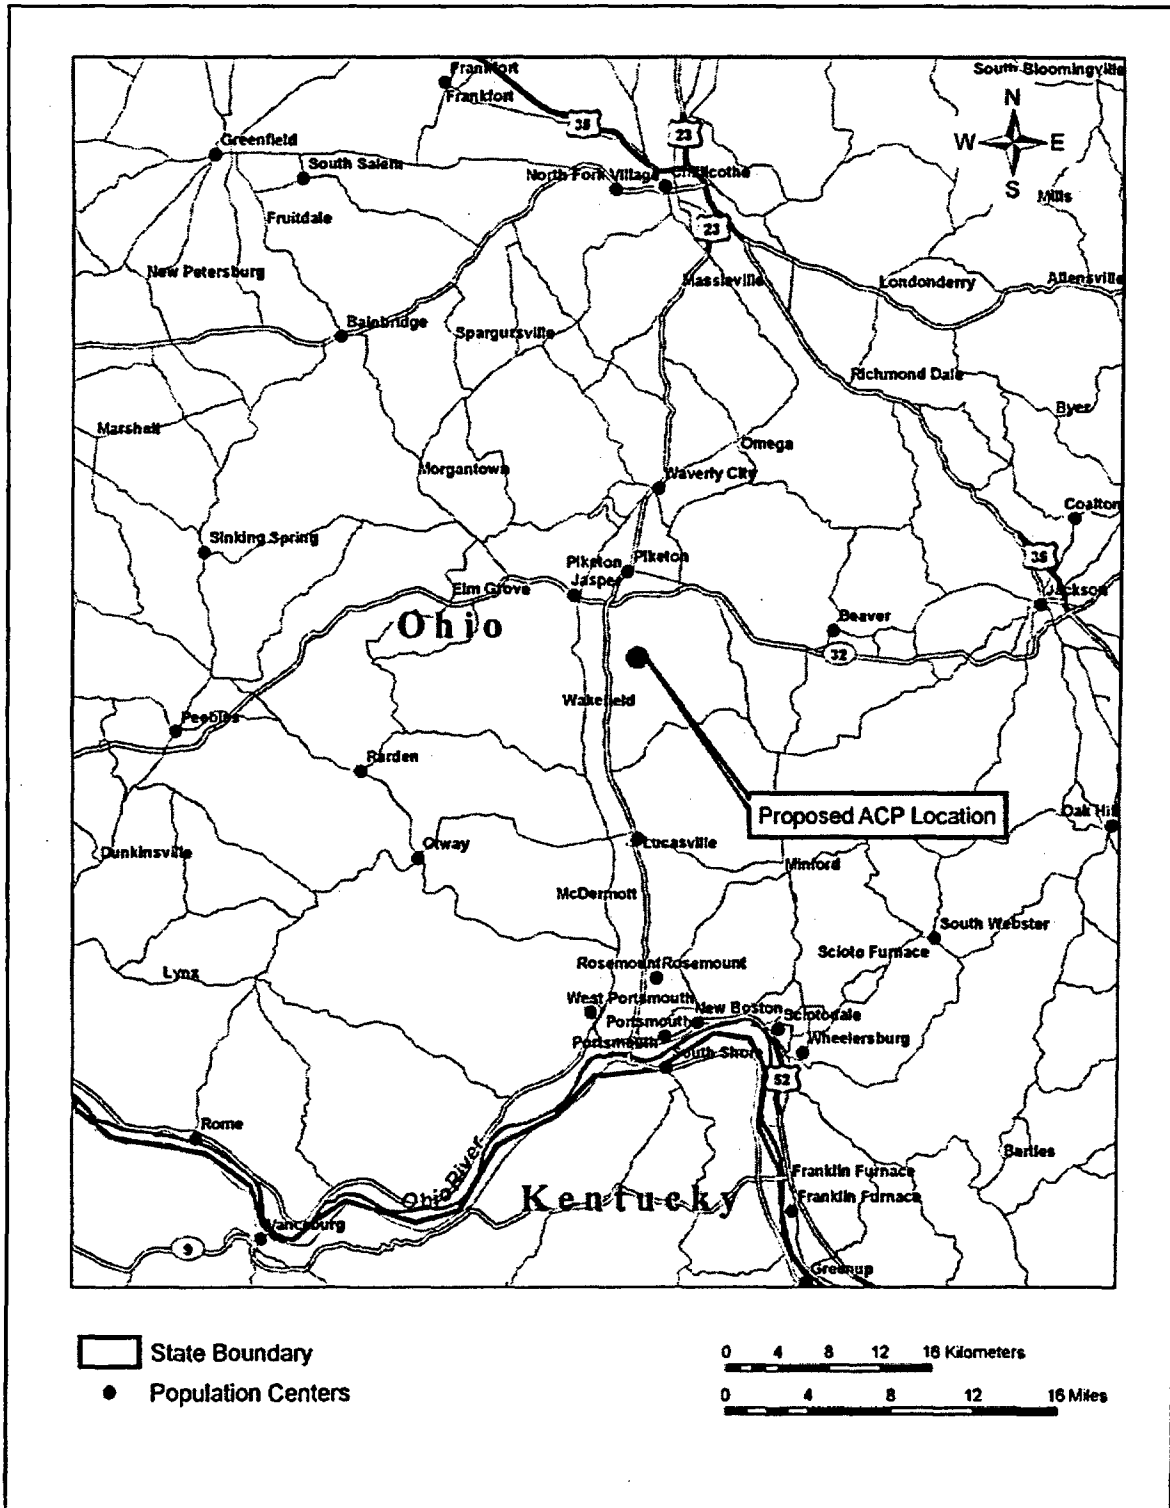 Frankfort
South Bloomingville
Frankfort
N
35
23
Greenfield
W
E
South Salem
North Fork Village
Chillicothe
S
Mills
Fruitdale
23
New Petersburg
Massieville
Londonderry
Allensville
Bainbridge
Spargursville
Richmond Dale
Byer
Marshall
Omega
Morgantown
Waverly City
Coalton
Sinking Spring
35
Piketon
Piketon
Jasper
Elm Grove
Jackson
Beaver
Ohio
32
Wakefield
Peebles
Rarden
Proposed ACP Location
Oak Hill
Otway
Lucasville
Dunkinsville
Minford
McDermott
South Webster
Scioto Furnace
Rosemount
Rosemount
Lynx
West Portsmouth
New Boston
Portsmouth
Sciotodale
Portsmouth
Wheelersburg
South Shore
52
Rome
Ohio River
Bartles
Franklin Furnace
Kentucky
Franklin Furnace
Vanceburg
9
Greenup
State Boundary
0 4 8 12 16 Kilometers
Population Centers
0 4 8 12 16 Miles